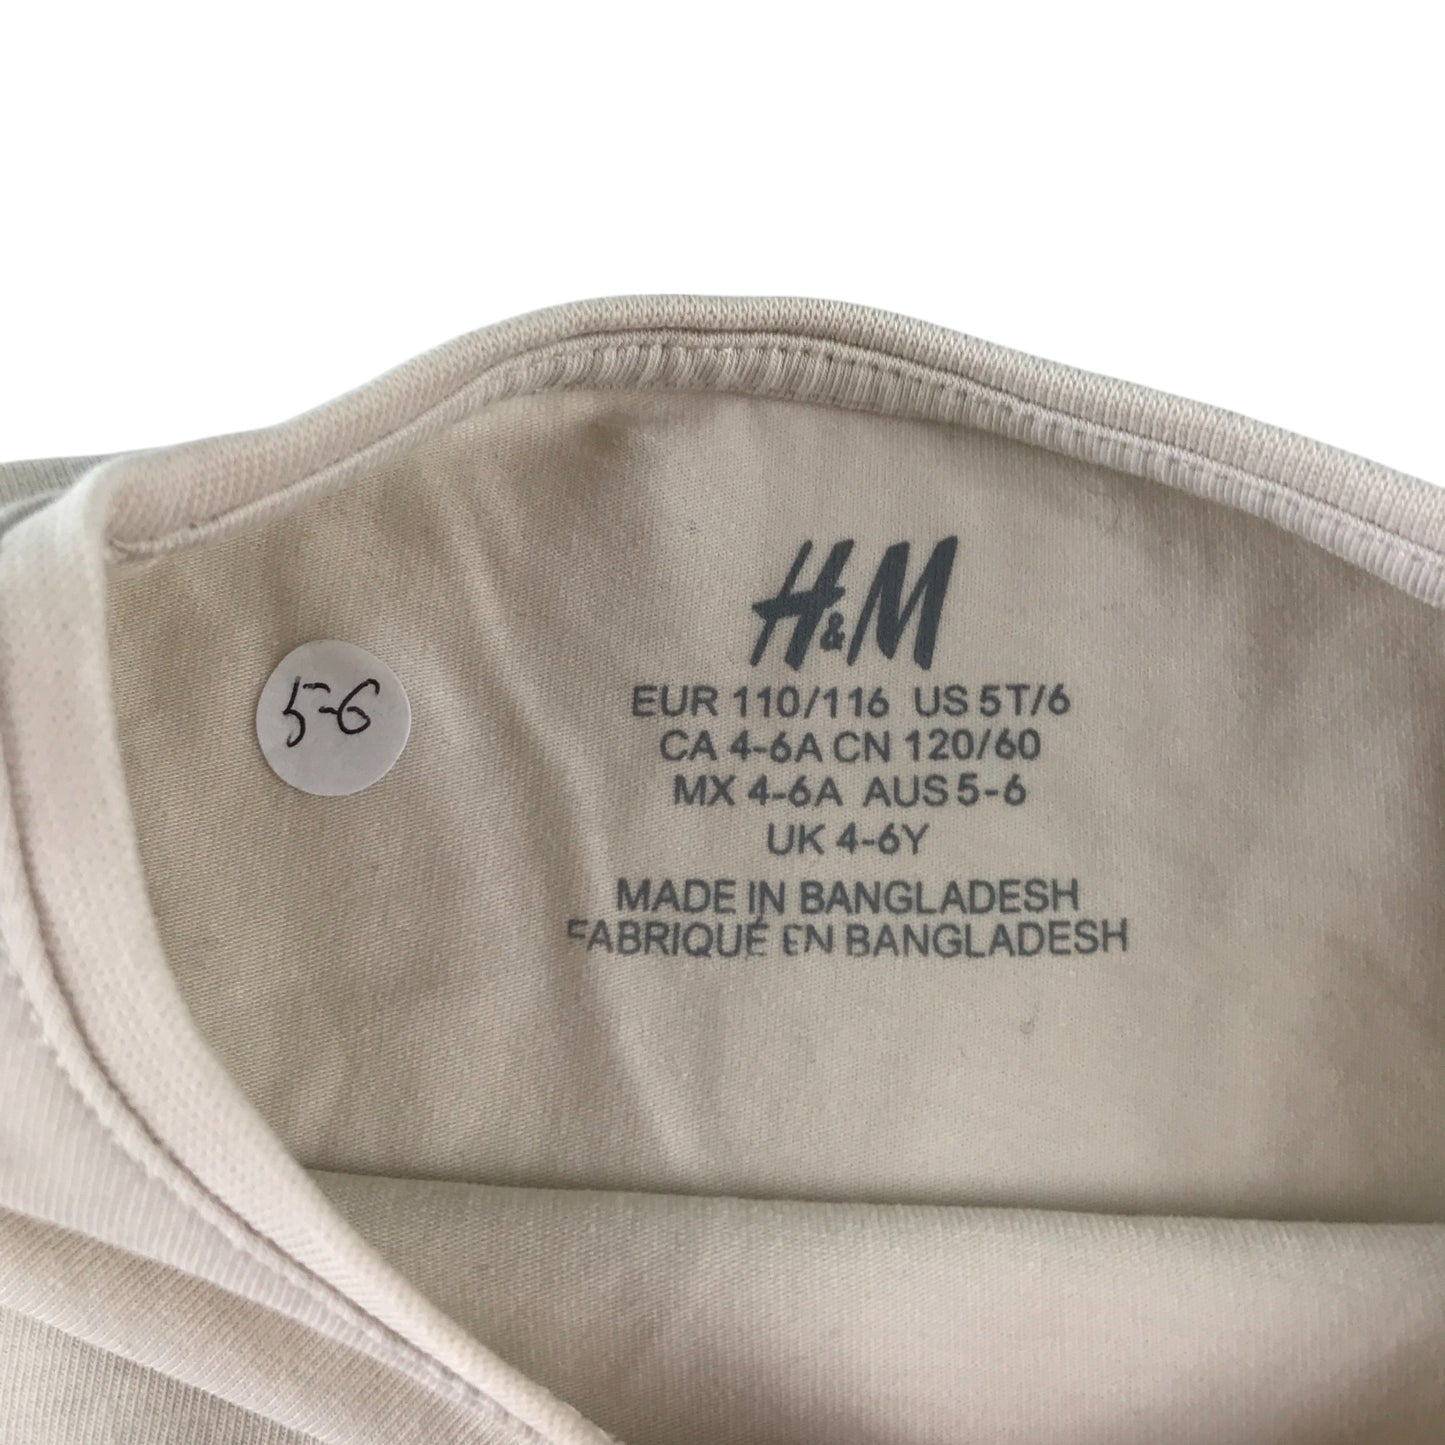 H&M
5-6
EUR 110/116 US 5T/6
CA 4-6A CN 120/60
MX 4-6A AUS 5-6
UK 4-6Y
MADE IN BANGLADESH
FABRIQUÉ EN BANGLADESH